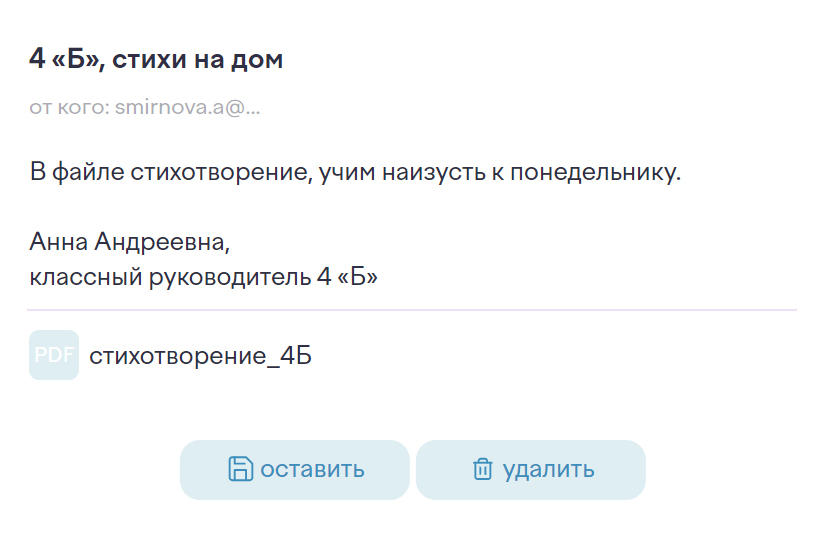 4 «Б», стихи на дом
от кого: smirnova.a@...
В файле стихотворение, учим наизусть к понедельнику.
Анна Андреевна,
классный руководитель 4 «Б»
PDF стихотворение_4Б
оставить удалить